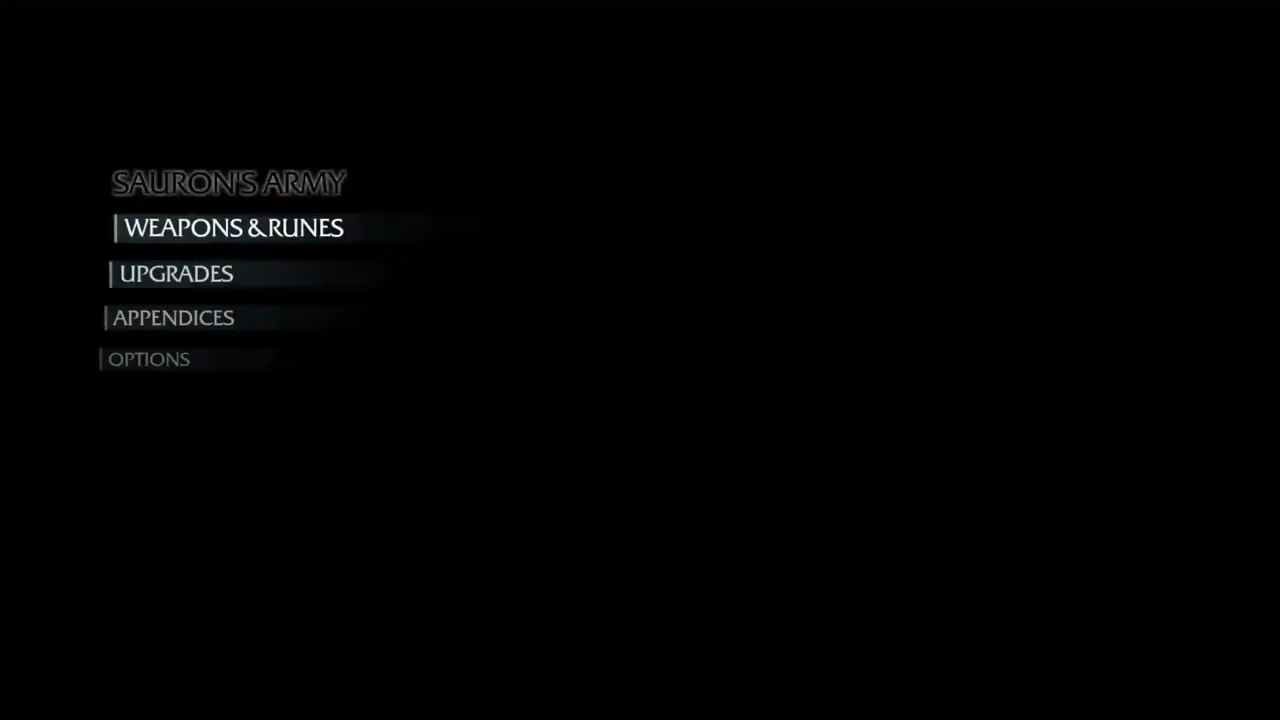 SAURON'S ARMY
WEAPONS & RUNES
UPGRADES
APPENDICES
OPTIONS